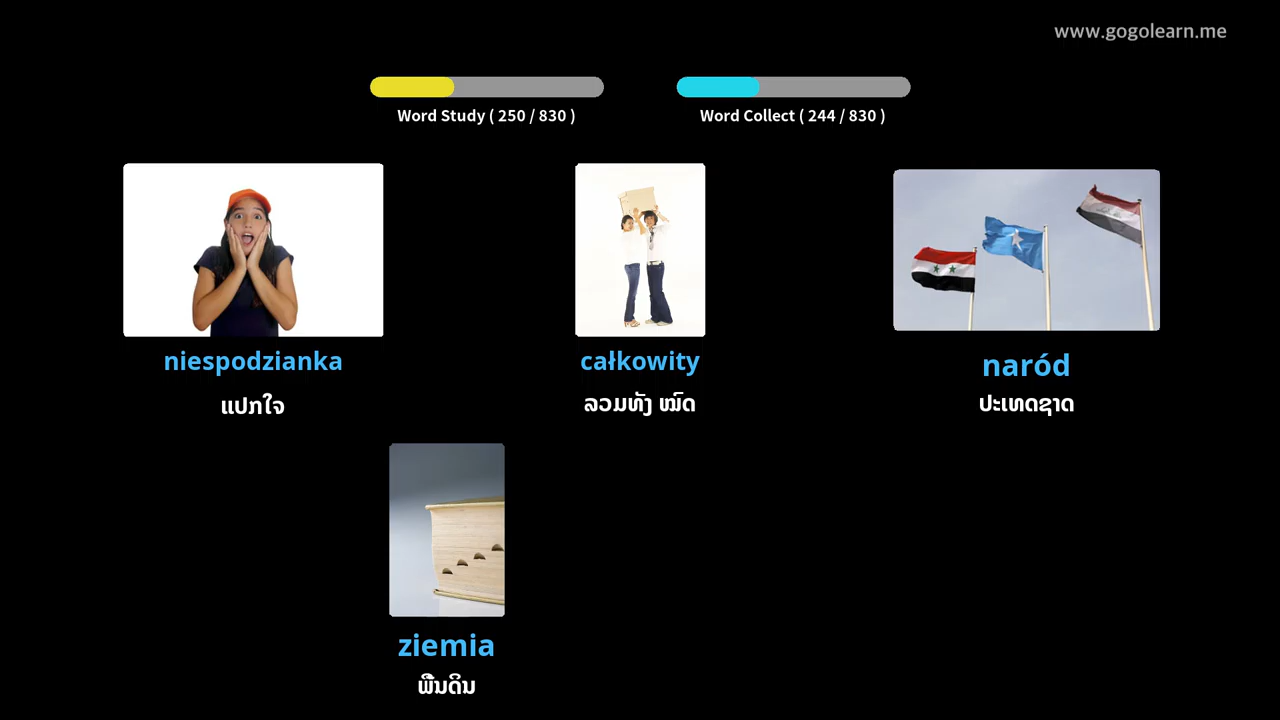 www.gogolearn.me
Word Study ( 250 / 830 )
Word Collect ( 244 / 830 )
niespodzianka
ແປກໃຈ
całkowity
ລວມທັງ ໝົດ
naród
ປະເທດຊາດ
ziemia
ພື້ນດິນ